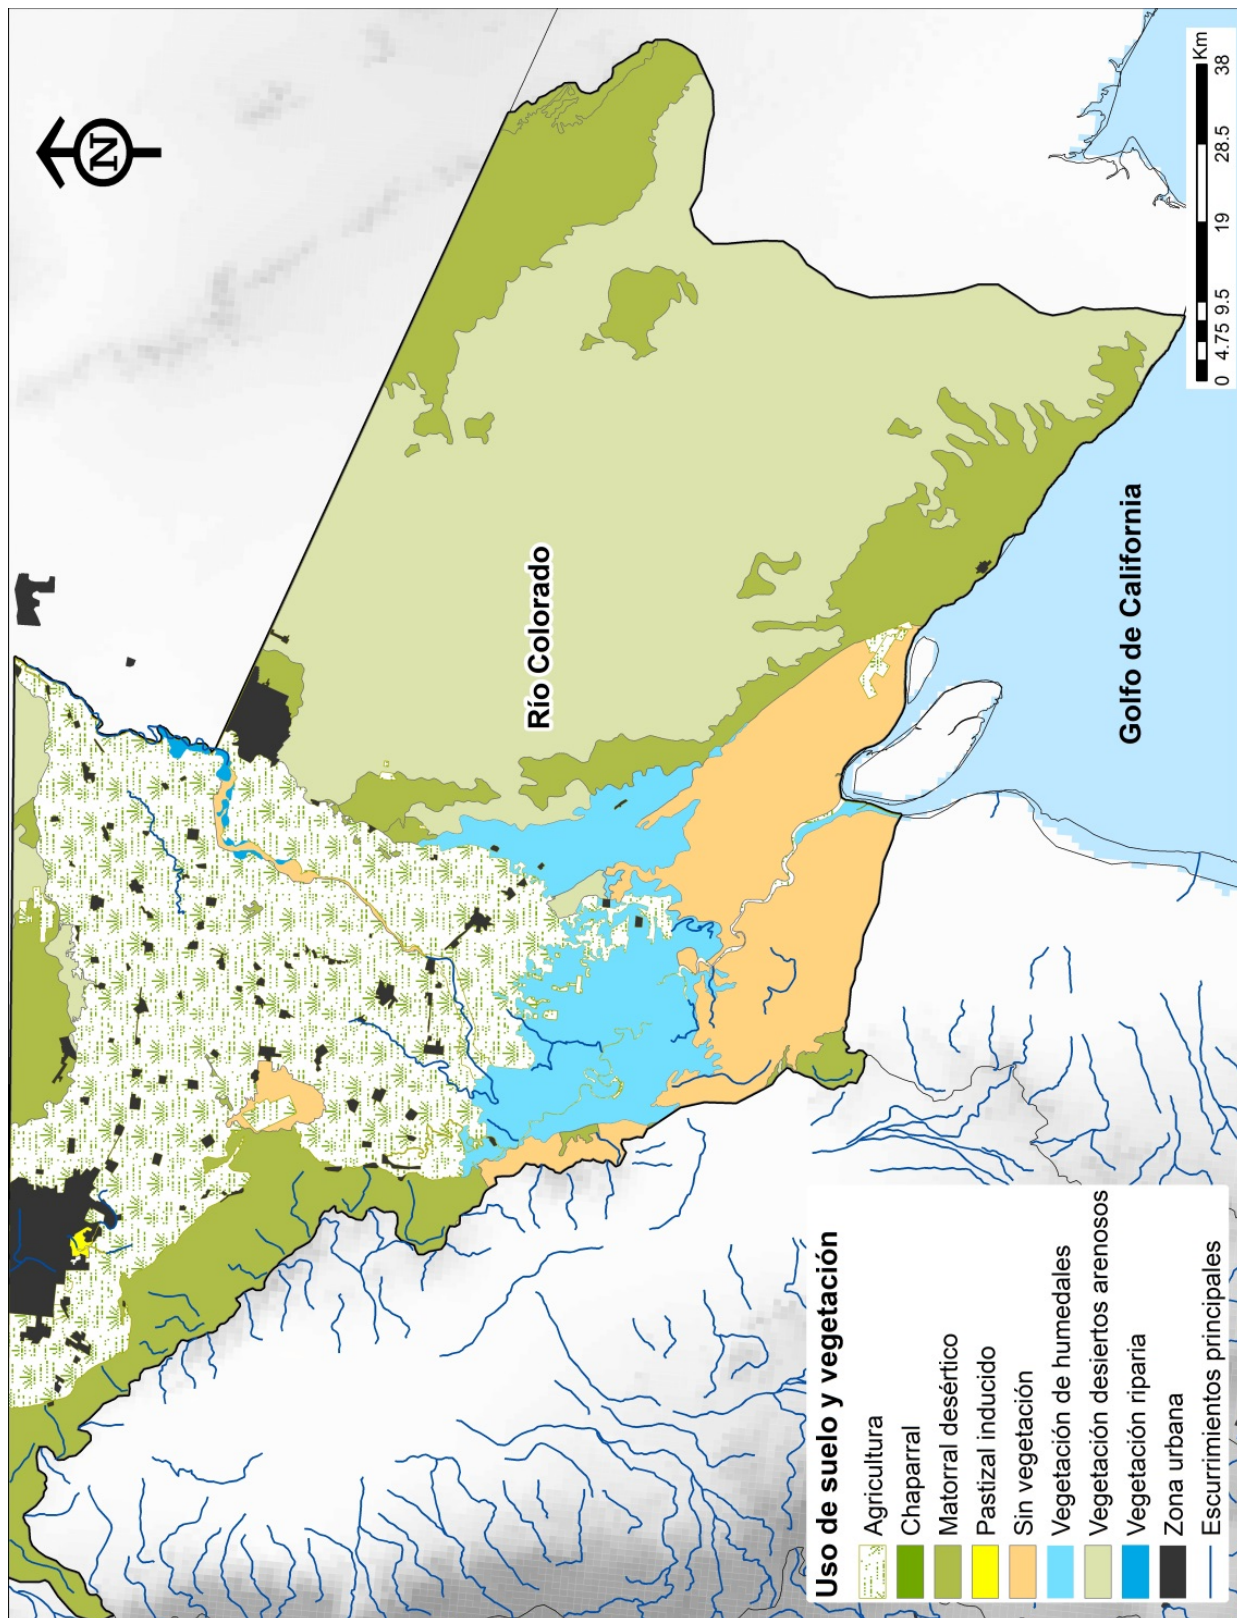 N
Río Colorado
Golfo de California
0 4.75 9.5 19 28.5 38
Km
Uso de suelo y vegetación
Agricultura
Chaparral
Matorral desértico
Pastizal inducido
Sin vegetación
Vegetación de humedales
Vegetación desiertos arenosos
Vegetación riparia
Zona urbana
Escurrimientos principales